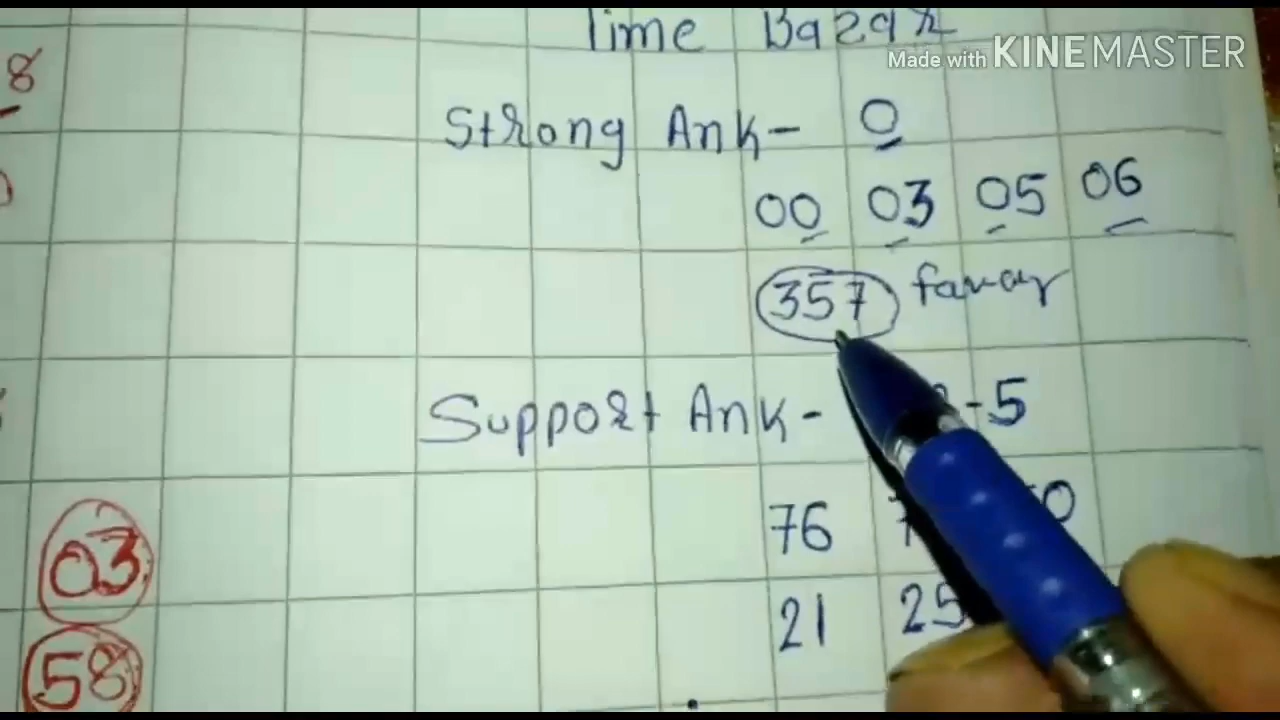 Time Bazar
Made with KINEMASTER
8
Strong Ank- 0
00 03 05 06
357 favar
Support Ank- -5
76
03
21 25
58